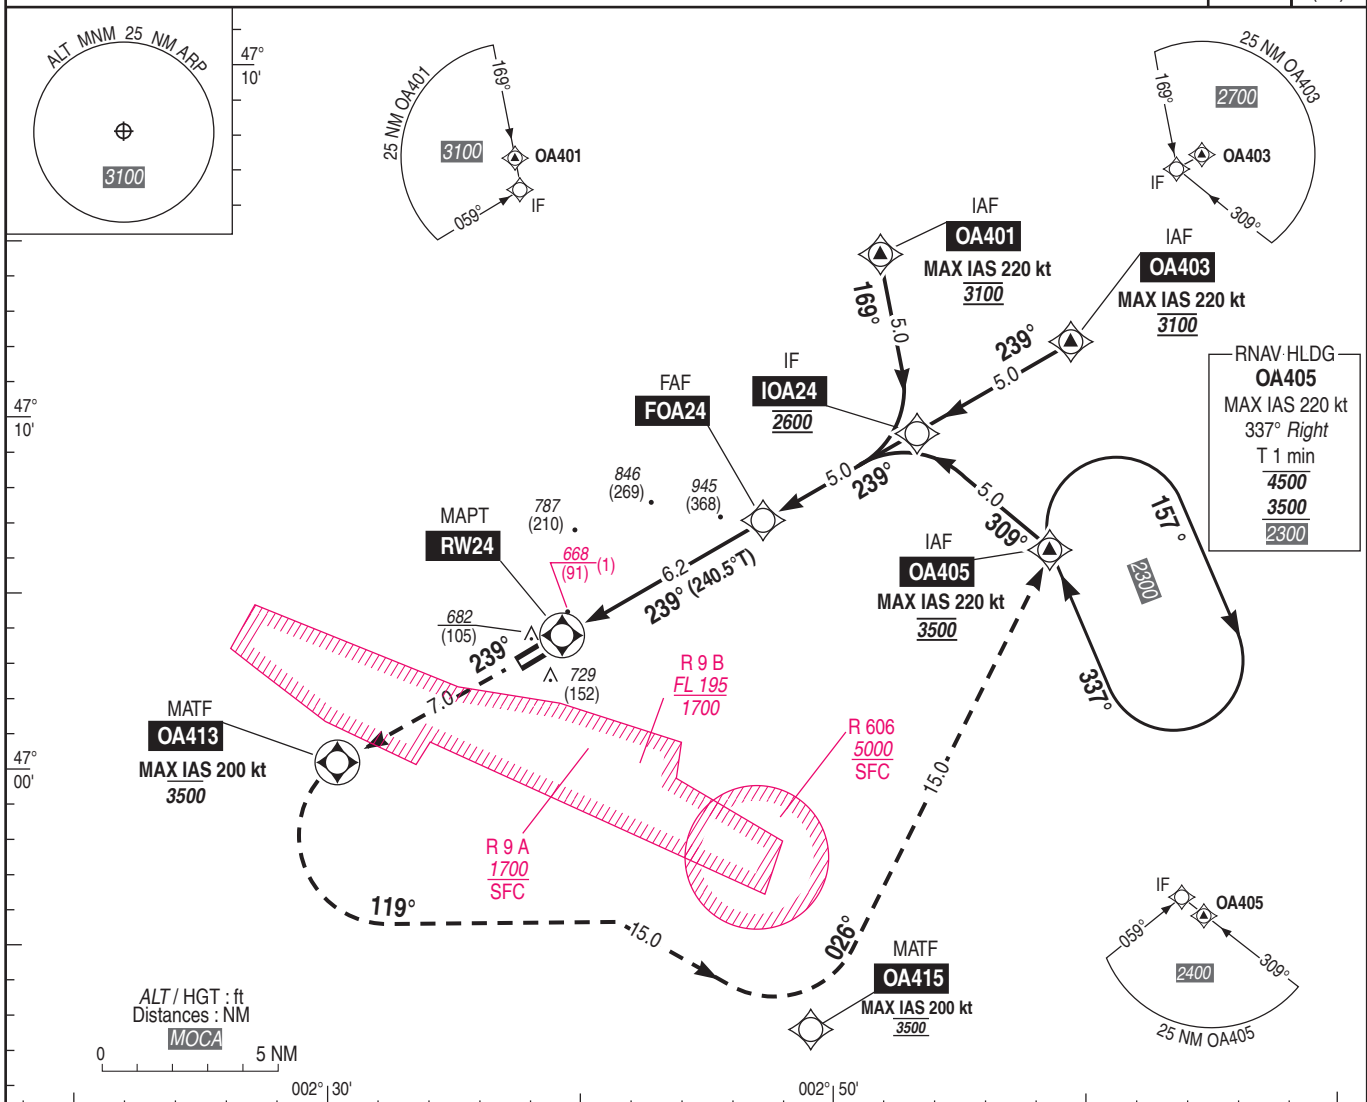 ALT MNM 25 NM ARP
3100
47°
10'
25 NM OA401
169°
3100
OA401
IF
059°
25 NM OA403
169°
2700
OA403
IF
309°
IAF
OA401
MAX IAS 220 kt
3100
IAF
OA403
MAX IAS 220 kt
3100
169°
5.0
239°
5.0
RNAV HLDG
OA405
MAX IAS 220 kt
337° Right
T 1 min
4500
3500
2300
IF
IOA24
2600
FAF
FOA24
47°
10'
5.0
239°
5.0
309°
846
(269)
945
(368)
787
(210)
MAPT
RW24
668
(91) (1)
6.2
239° (240.5°T)
IAF
OA405
MAX IAS 220 kt
3500
157°
2300
337°
682
(105)
239°
729
(152)
7.0
R 9 B
FL 195
1700
MATF
OA413
MAX IAS 200 kt
3500
R 606
5000
SFC
47°
00'
15.0
R 9 A
1700
SFC
119°
15.0
026°
MATF
OA415
MAX IAS 200 kt
3500
IF
OA405
059°
309°
2400
25 NM OA405
ALT / HGT : ft
Distances : NM
MOCA
0
5 NM
002° 30'
002° 50'